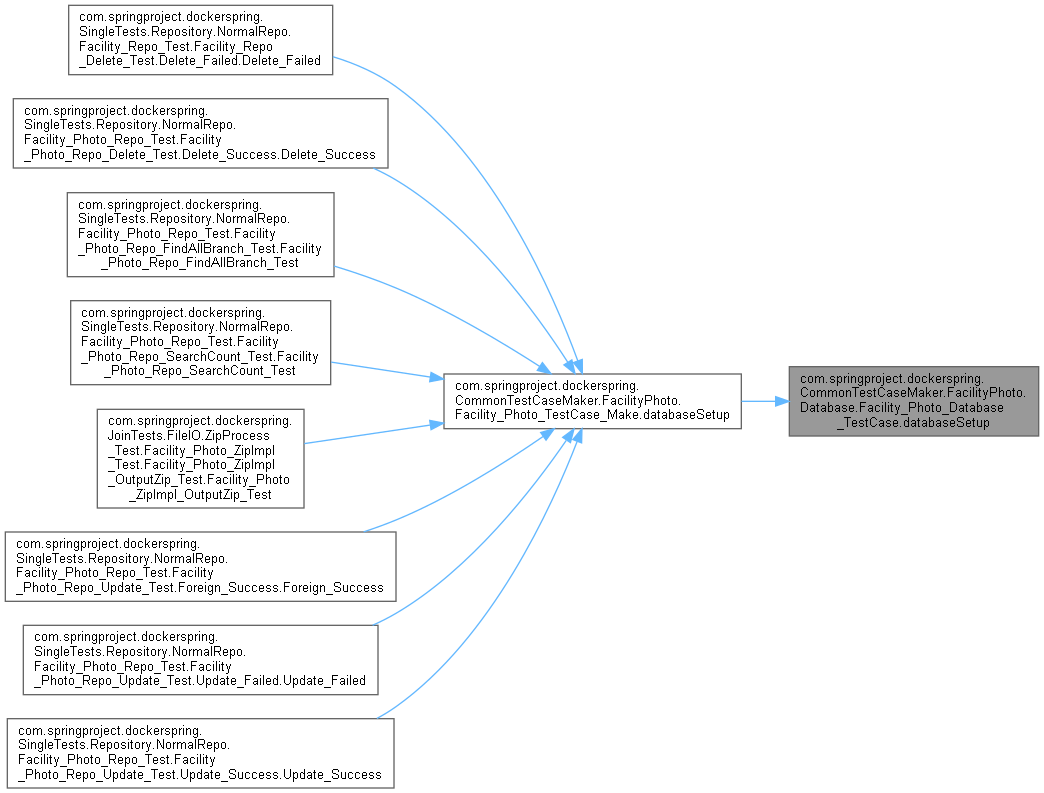 com.springproject.dockerspring.
SingleTests.Repository.NormalRepo.
Facility_Repo_Test.Facility_Repo
_Delete_Test.Delete_Failed.Delete_Failed
com.springproject.dockerspring.
SingleTests.Repository.NormalRepo.
Facility_Photo_Repo_Test.Facility
_Photo_Repo_Delete_Test.Delete_Success.Delete_Success
com.springproject.dockerspring.
SingleTests.Repository.NormalRepo.
Facility_Photo_Repo_Test.Facility
_Photo_Repo_FindAllBranch_Test.Facility
_Photo_Repo_FindAllBranch_Test
com.springproject.dockerspring.
SingleTests.Repository.NormalRepo.
Facility_Photo_Repo_Test.Facility
_Photo_Repo_SearchCount_Test.Facility
_Photo_Repo_SearchCount_Test
com.springproject.dockerspring.
JoinTests.FileIO.ZipProcess
_Test.Facility_Photo_ZipImpl
_Test.Facility_Photo_ZipImpl
_OutputZip_Test.Facility_Photo
_ZipImpl_OutputZip_Test
com.springproject.dockerspring.
SingleTests.Repository.NormalRepo.
Facility_Photo_Repo_Test.Facility
_Photo_Repo_Update_Test.Foreign_Success.Foreign_Success
com.springproject.dockerspring.
SingleTests.Repository.NormalRepo.
Facility_Photo_Repo_Test.Facility
_Photo_Repo_Update_Test.Update_Failed.Update_Failed
com.springproject.dockerspring.
SingleTests.Repository.NormalRepo.
Facility_Photo_Repo_Test.Facility
_Photo_Repo_Update_Test.Update_Success.Update_Success
com.springproject.dockerspring.
CommonTestCaseMaker.FacilityPhoto.
Facility_Photo_TestCase_Make.databaseSetup
com.springproject.dockerspring.
CommonTestCaseMaker.FacilityPhoto.
Database.Facility_Photo_Database
_TestCase.databaseSetup